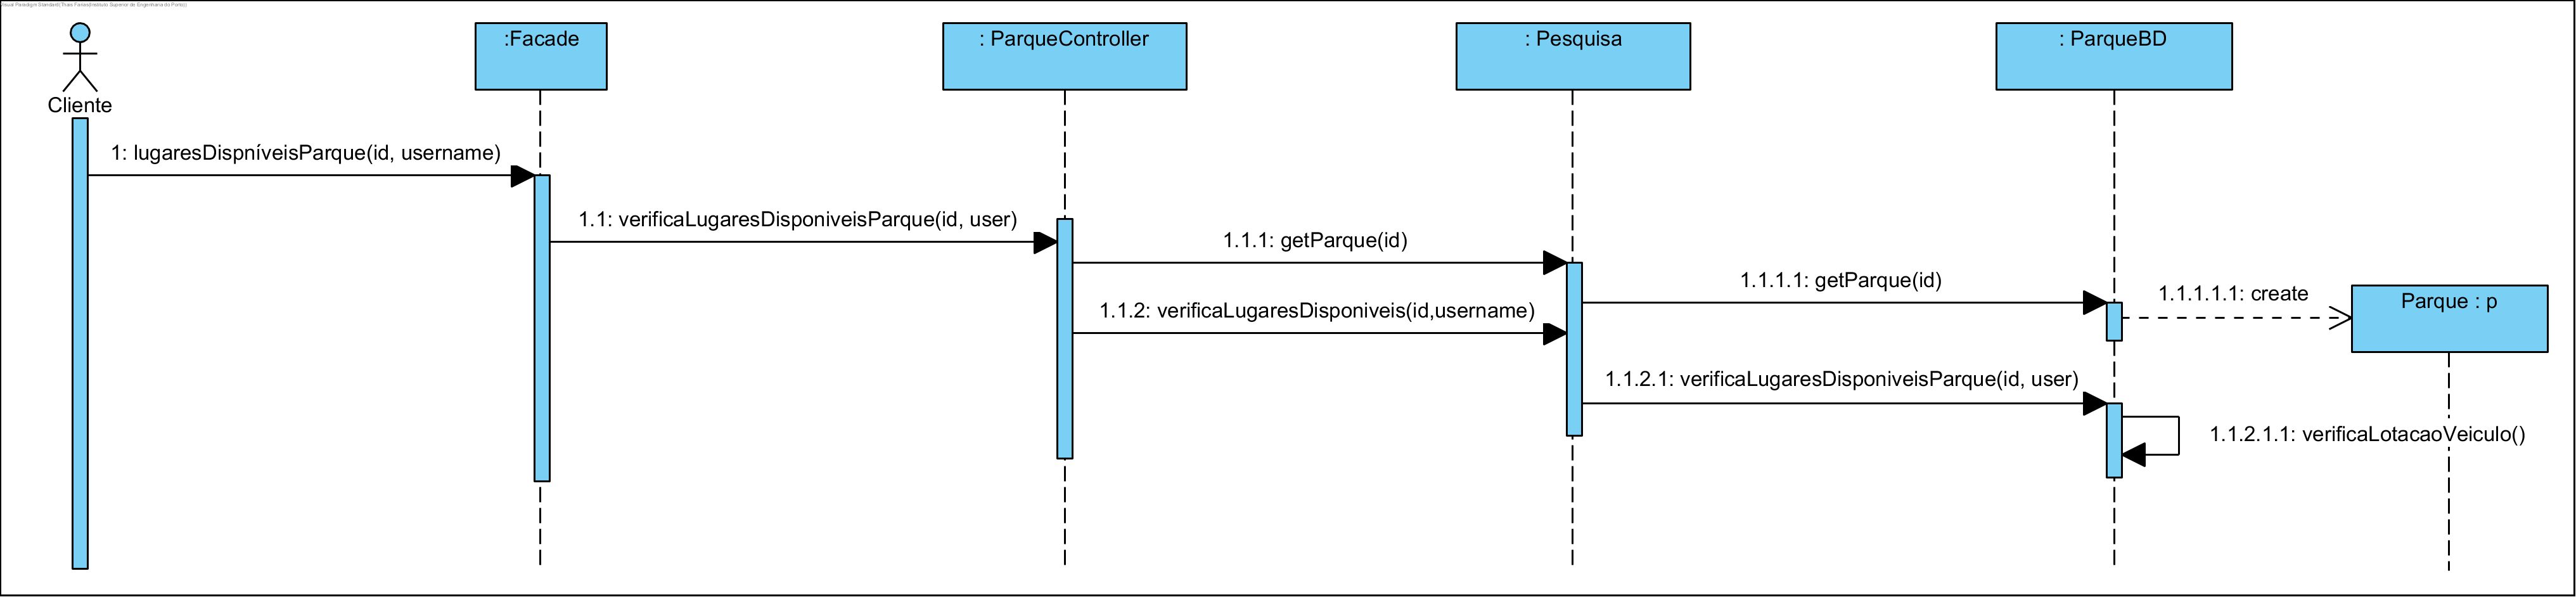 Visual Paradigm Standard(Thais Farias(Instituto Superior de Engenharia do Porto))
:Facade
: ParqueController
: Pesquisa
: ParqueBD
Cliente
1: lugaresDispníveisParque(id, username)
1.1: verificaLugaresDisponiveisParque(id, user)
1.1.1: getParque(id)
1.1.1.1: getParque(id)
1.1.1.1.1: create
Parque : p
1.1.2: verificaLugaresDisponiveis(id,username)
1.1.2.1: verificaLugaresDisponiveisParque(id, user)
1.1.2.1.1: verificaLotacaoVeiculo()